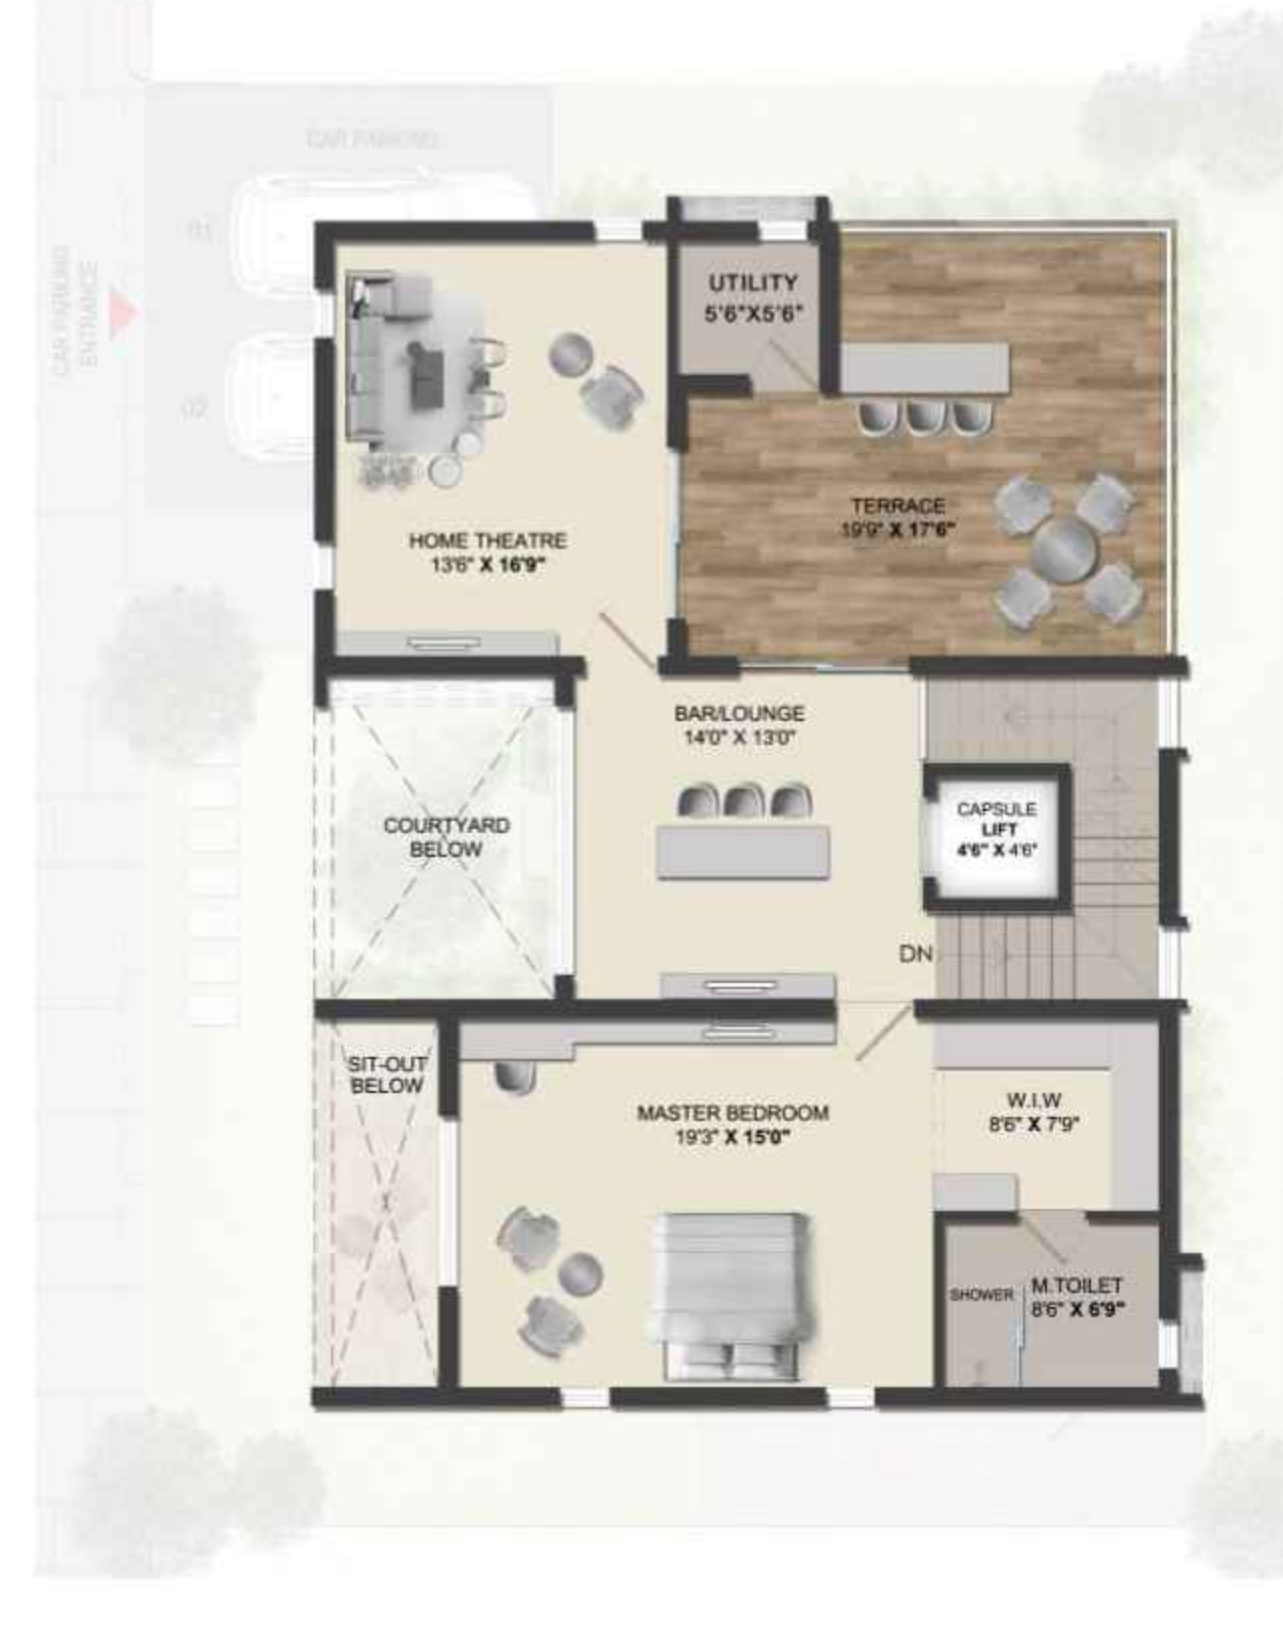 CAR PARKING
01
CAR PARKING
ENTRANCE
02
UTILITY
5'6"X5'6"
TERRACE
19'9" X 17'6"
HOME THEATRE
13'6" X 16'9"
BAR/LOUNGE
14'0" X 13'0"
CAPSULE
LIFT
4'6" X 4'6"
COURTYARD
BELOW
DN
SIT-OUT
BELOW
MASTER BEDROOM
19'3" X 15'0"
W.I.W
8'6" X 7'9"
SHOWER
M.TOILET
8'6" X 6'9"